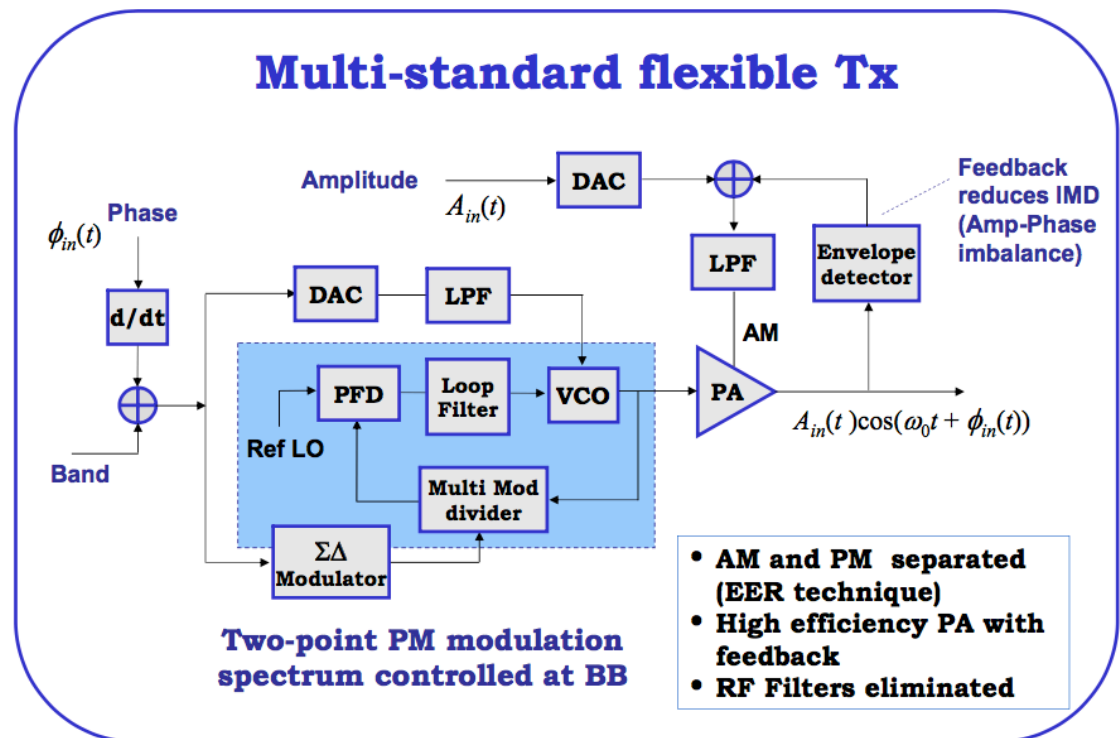 Multi-standard flexible Tx
Amplitude
A_in(t)
DAC
Feedback
reduces IMD
(Amp-Phase
imbalance)
Phase
ϕ_in(t)
LPF
Envelope
detector
d/dt
DAC
LPF
AM
PFD
Loop
Filter
VCO
PA
A_in(t)cos(ω_0t + ϕ_in(t))
Ref LO
Band
Multi Mod
divider
ΣΔ
Modulator
Two-point PM modulation
spectrum controlled at BB
• AM and PM separated
(EER technique)
• High efficiency PA with
feedback
• RF Filters eliminated